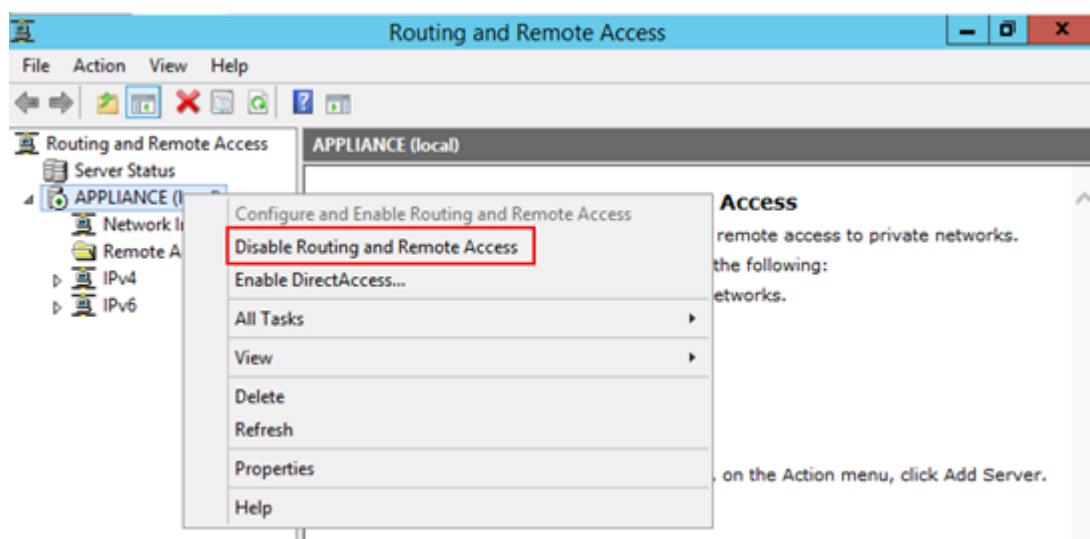 Routing and Remote Access
File Action View Help
Routing and Remote Access
APPLIANCE (local)
Server Status
APPLIANCE (l
Network I
Remote A
IPv4
IPv6
Configure and Enable Routing and Remote Access
Disable Routing and Remote Access
Enable DirectAccess...
All Tasks
View
Delete
Refresh
Properties
Help
Access
remote access to private networks.
the following:
etworks.
, on the Action menu, click Add Server.